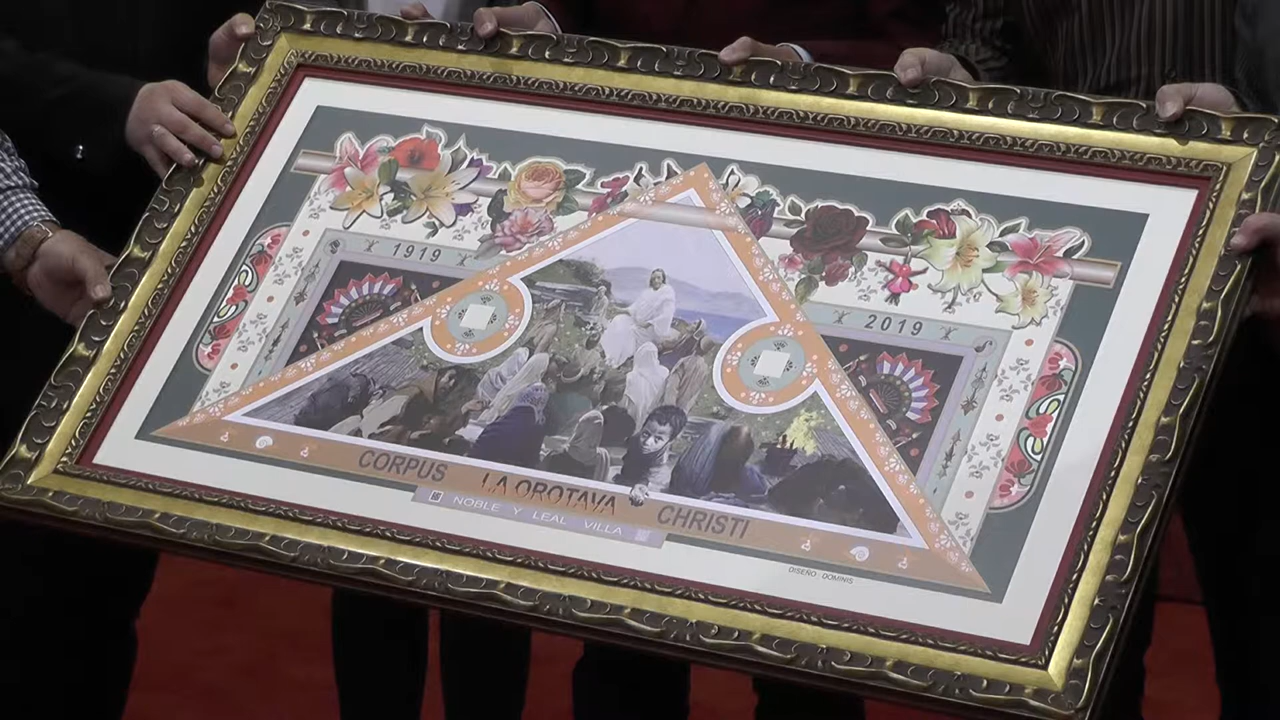 1919
2019
CORPUS LA OROTAVA CHRISTI
NOBLE Y LEAL VILLA
DISEÑO DOMINIS